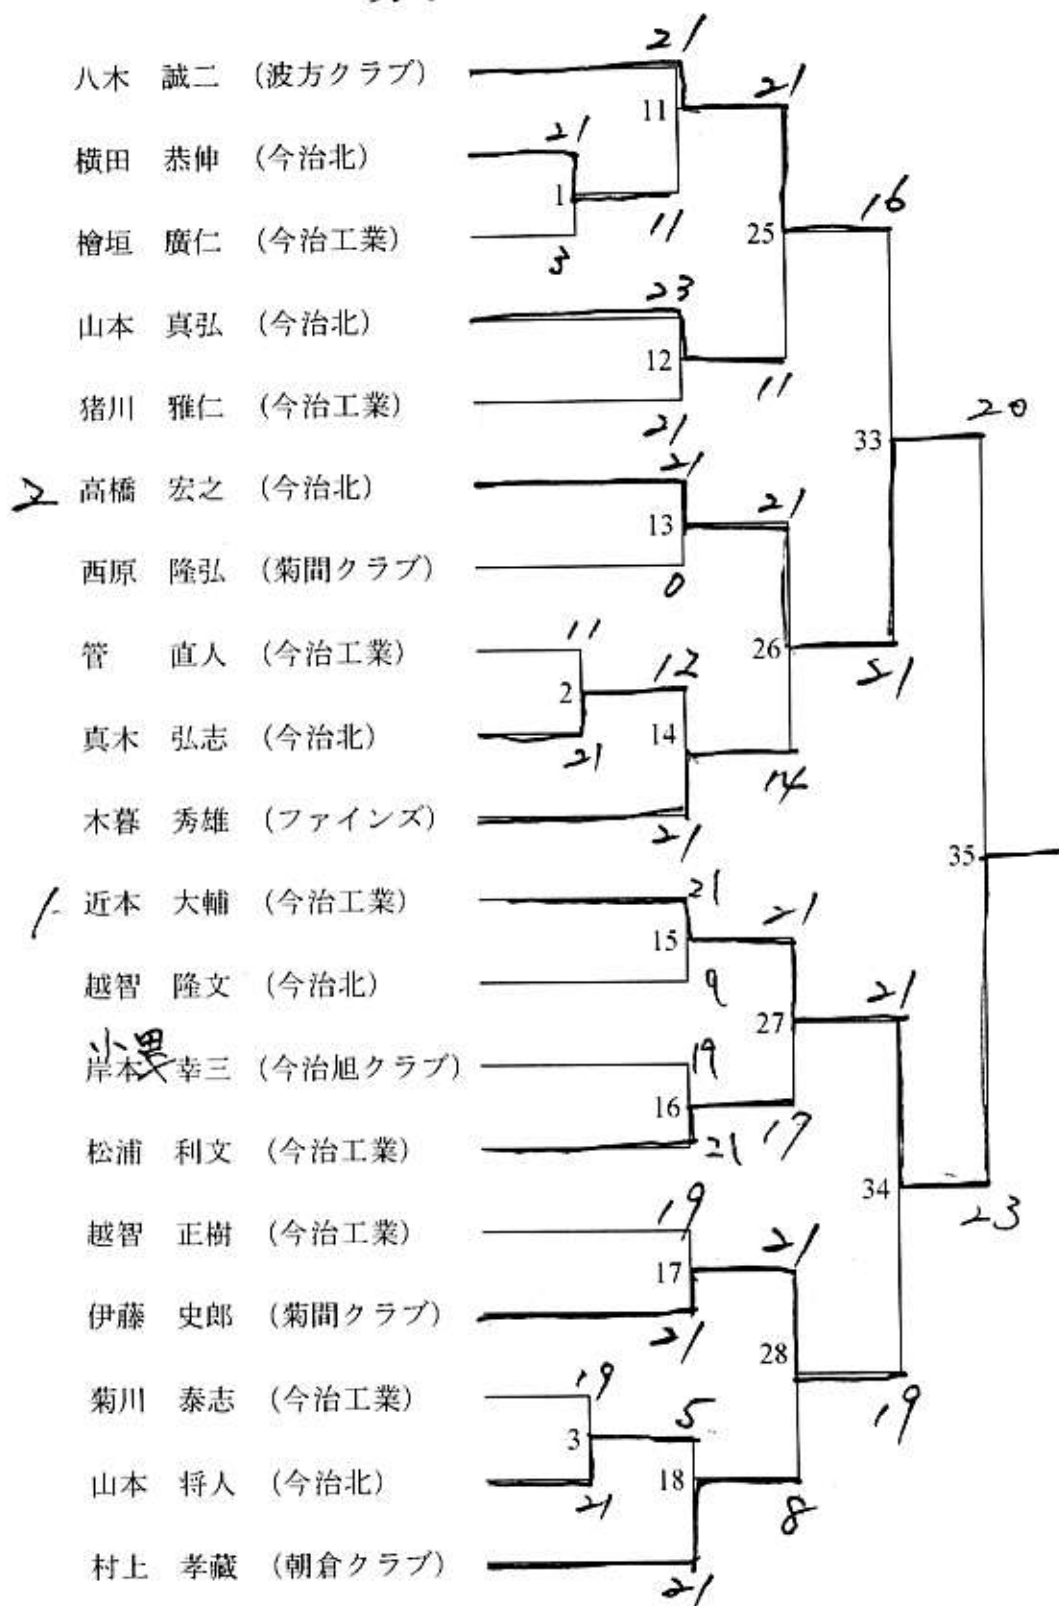 21
八木 誠二 (波方クラブ) 21
11
21
横田 恭伸 (今治北)
1 16
11 25
檜垣 廣仁 (今治工業)
3
23
山本 真弘 (今治北)
12
11
猪川 雅仁 (今治工業)
21 20
33
21
2 高橋 宏之 (今治北) 21
13
西原 隆弘 (菊間クラブ)
0
11
管 直人 (今治工業) 26
12 21
2
真木 弘志 (今治北) 14
21 14
木暮 秀雄 (ファインズ)
21
35
21
1. 近本 大輔 (今治工業) 21
15
越智 隆文 (今治北) 9
21
27
小黒
岸本 幸三 (今治旭クラブ) 19
16
松浦 利文 (今治工業) 21 17
34
19 23
越智 正樹 (今治工業) 21
17
伊藤 史郎 (菊間クラブ)
21 28
19
菊川 泰志 (今治工業) 19
5
3
山本 将人 (今治北) 18
21 8
村上 孝蔵 (朝倉クラブ)
21